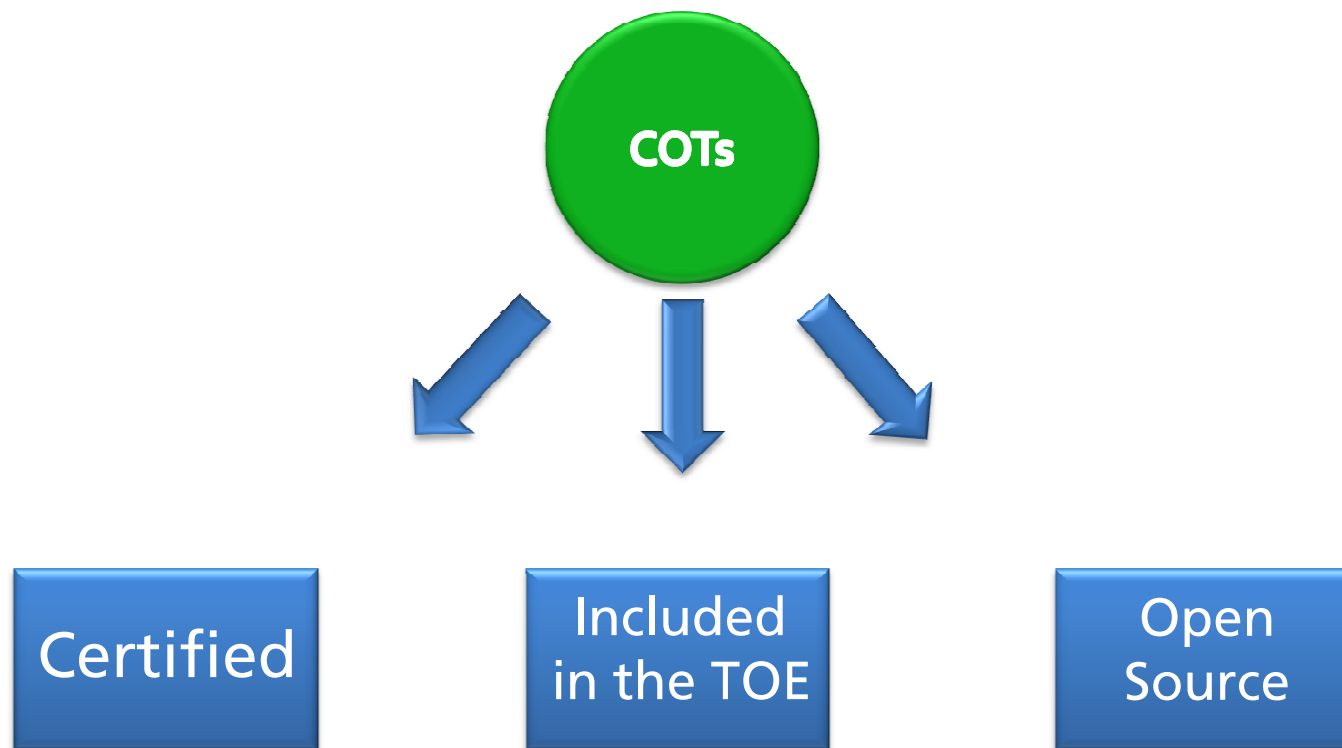 COTs
Certified
Included
in the TOE
Open
Source